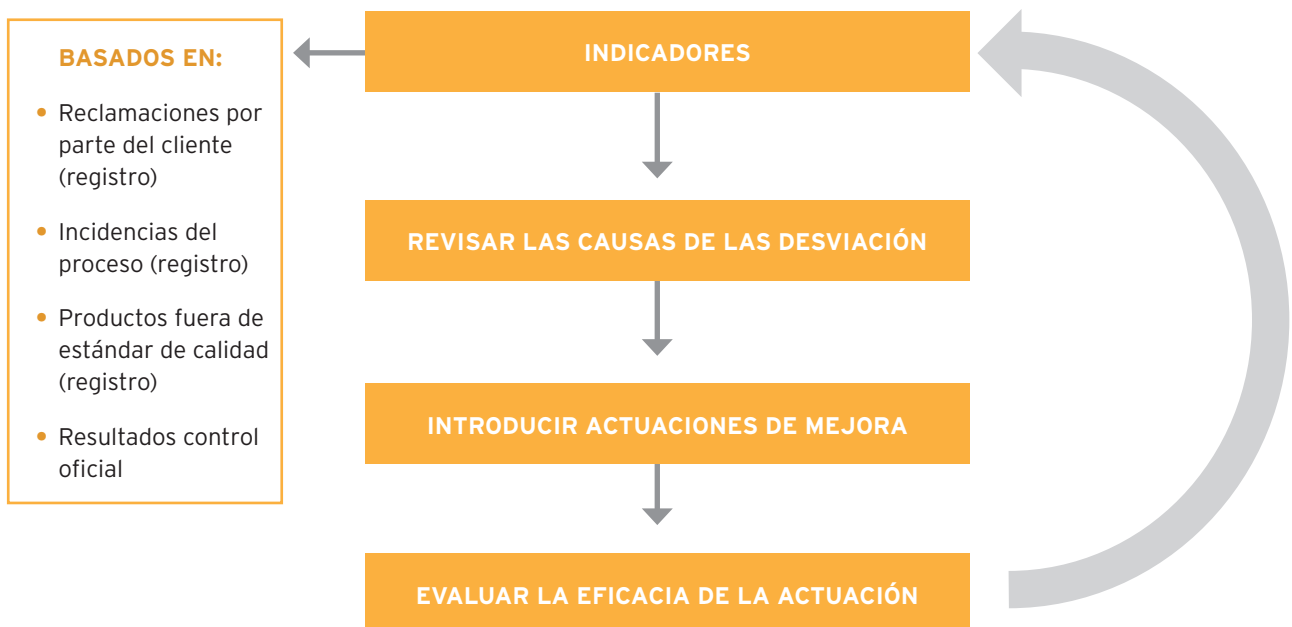 BASADOS EN:
• Reclamaciones por
parte del cliente
(registro)
• Incidencias del
proceso (registro)
• Productos fuera de
estándar de calidad
(registro)
• Resultados control
oficial
INDICADORES
REVISAR LAS CAUSAS DE LAS DESVIACIÓN
INTRODUCIR ACTUACIONES DE MEJORA
EVALUAR LA EFICACIA DE LA ACTUACIÓN